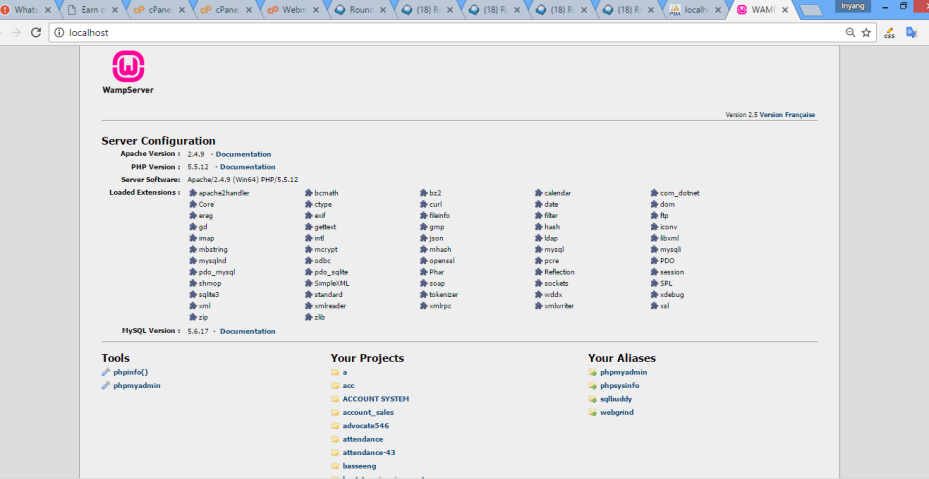 Whats
Earn c
cPane
cPanel
Webm
Round
(18) R
(18) R
(18) R
(18) R
localh
WAM
Inyang
localhost
WampServer
Version 2.5 Version Française
Server Configuration
Apache Version : 2.4.9 - Documentation
PHP Version : 5.5.12 - Documentation
Server Software: Apache/2.4.9 (Win64) PHP/5.5.12
Loaded Extensions : apache2handler bcmath bz2 calendar com_dotnet
Core ctype curl date dom
ereg exif fileinfo filter ftp
gd gettext gmp hash iconv
imap intl json ldap libxml
mbstring mcrypt mhash mysql mysqli
mysqlnd odbc openssl pcre PDO
pdo_mysql pdo_sqlite Phar Reflection session
shmop SimpleXML soap sockets SPL
sqlite3 standard tokenizer wddx xdebug
xml xmlreader xmlrpc xmlwriter xsl
zip zlib
MySQL Version : 5.6.17 - Documentation
Tools
phpinfo()
phpmyadmin
Your Projects
a
acc
ACCOUNT SYSTEM
account_sales
advocate546
attendance
attendance-43
basseeng
Your Aliases
phpmyadmin
phpsysinfo
sqlbuddy
webgrind